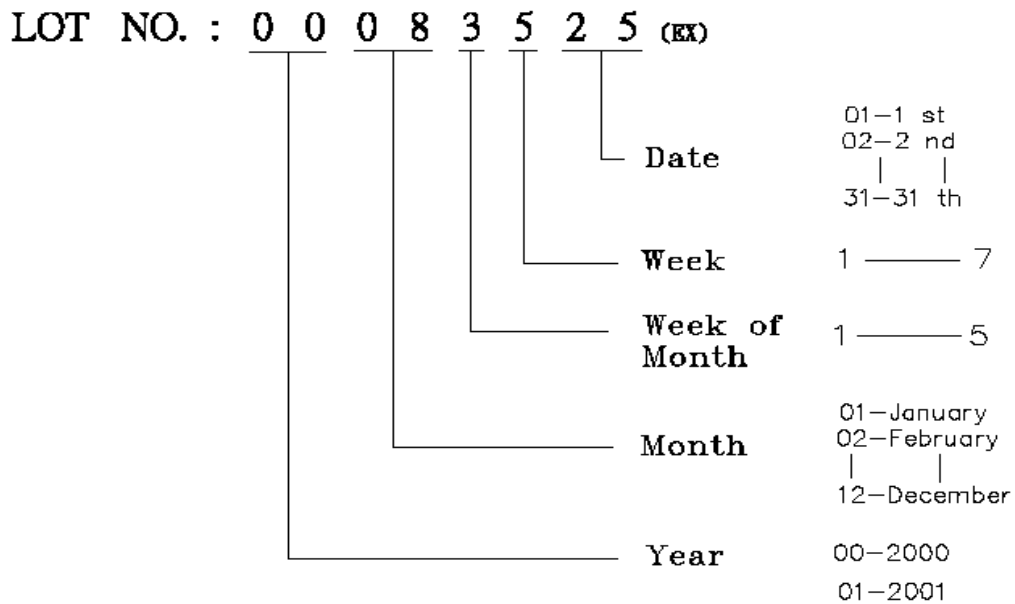 LOT NO. : 0 0 0 8 3 5 2 5 (EX)
Date
01-1 st
02-2 nd
31-31 th
Week
1 7
Week of
Month
1 5
Month
01-January
02-February
12-December
Year
00-2000
01-2001